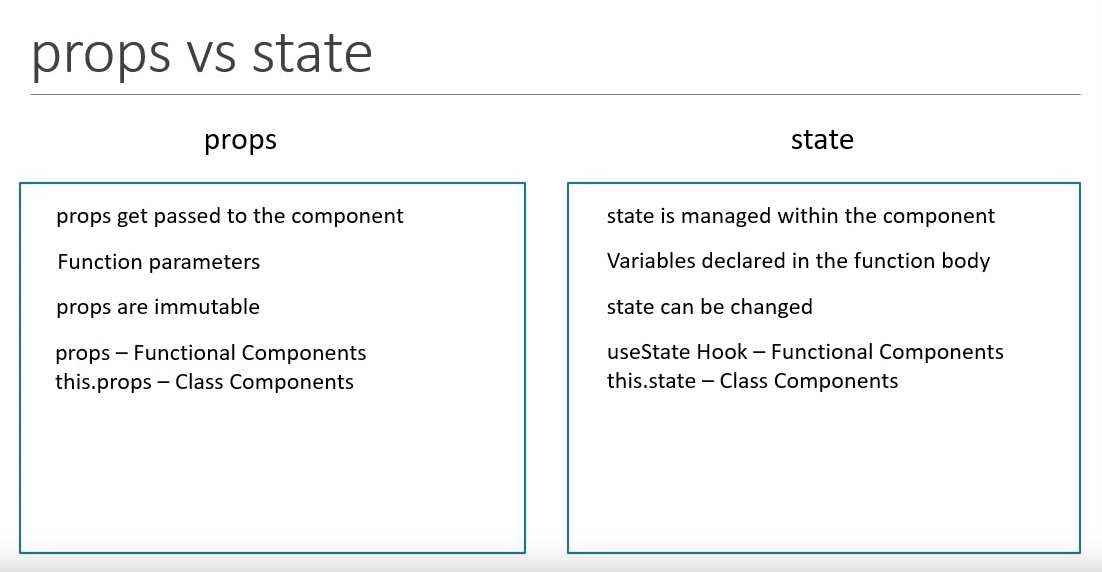 props vs state
props
props get passed to the component
Function parameters
props are immutable
props – Functional Components
this.props – Class Components
state
state is managed within the component
Variables declared in the function body
state can be changed
useState Hook – Functional Components
this.state – Class Components